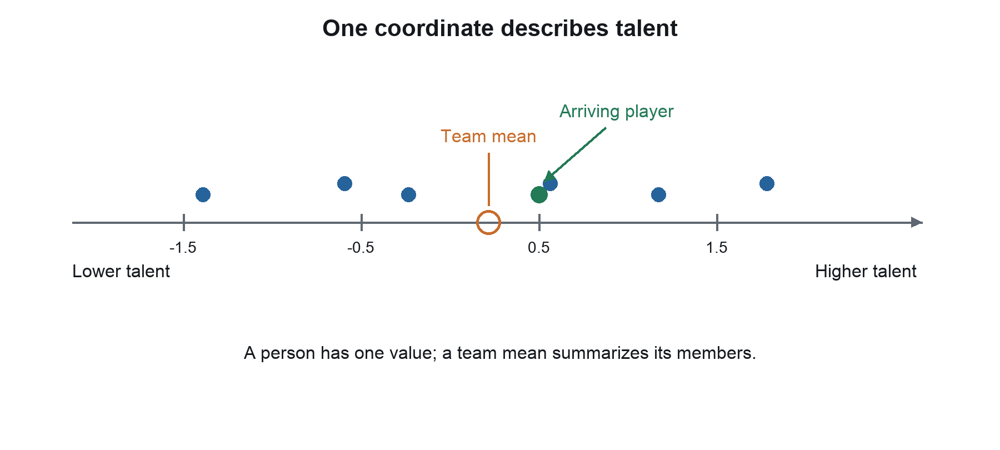 One coordinate describes talent
Arriving player
Team mean
-1.5
-0.5
0.5
1.5
Lower talent
Higher talent
A person has one value; a team mean summarizes its members.